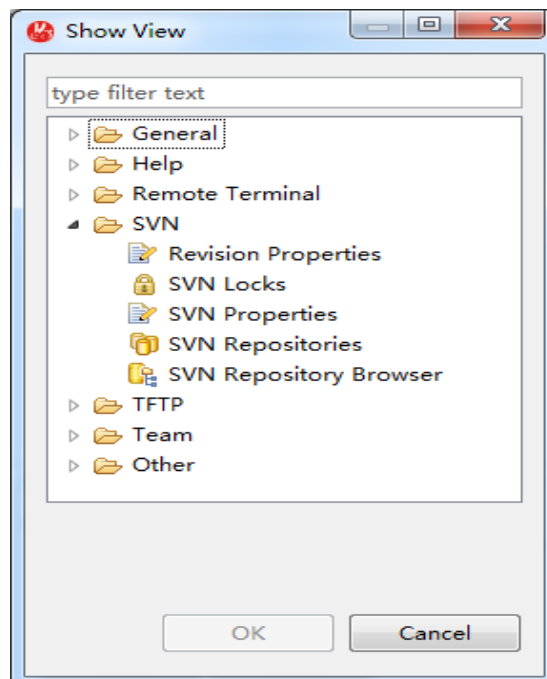 Show View
type filter text
General
Help
Remote Terminal
SVN
Revision Properties
SVN Locks
SVN Properties
SVN Repositories
SVN Repository Browser
TFTP
Team
Other
OK
Cancel